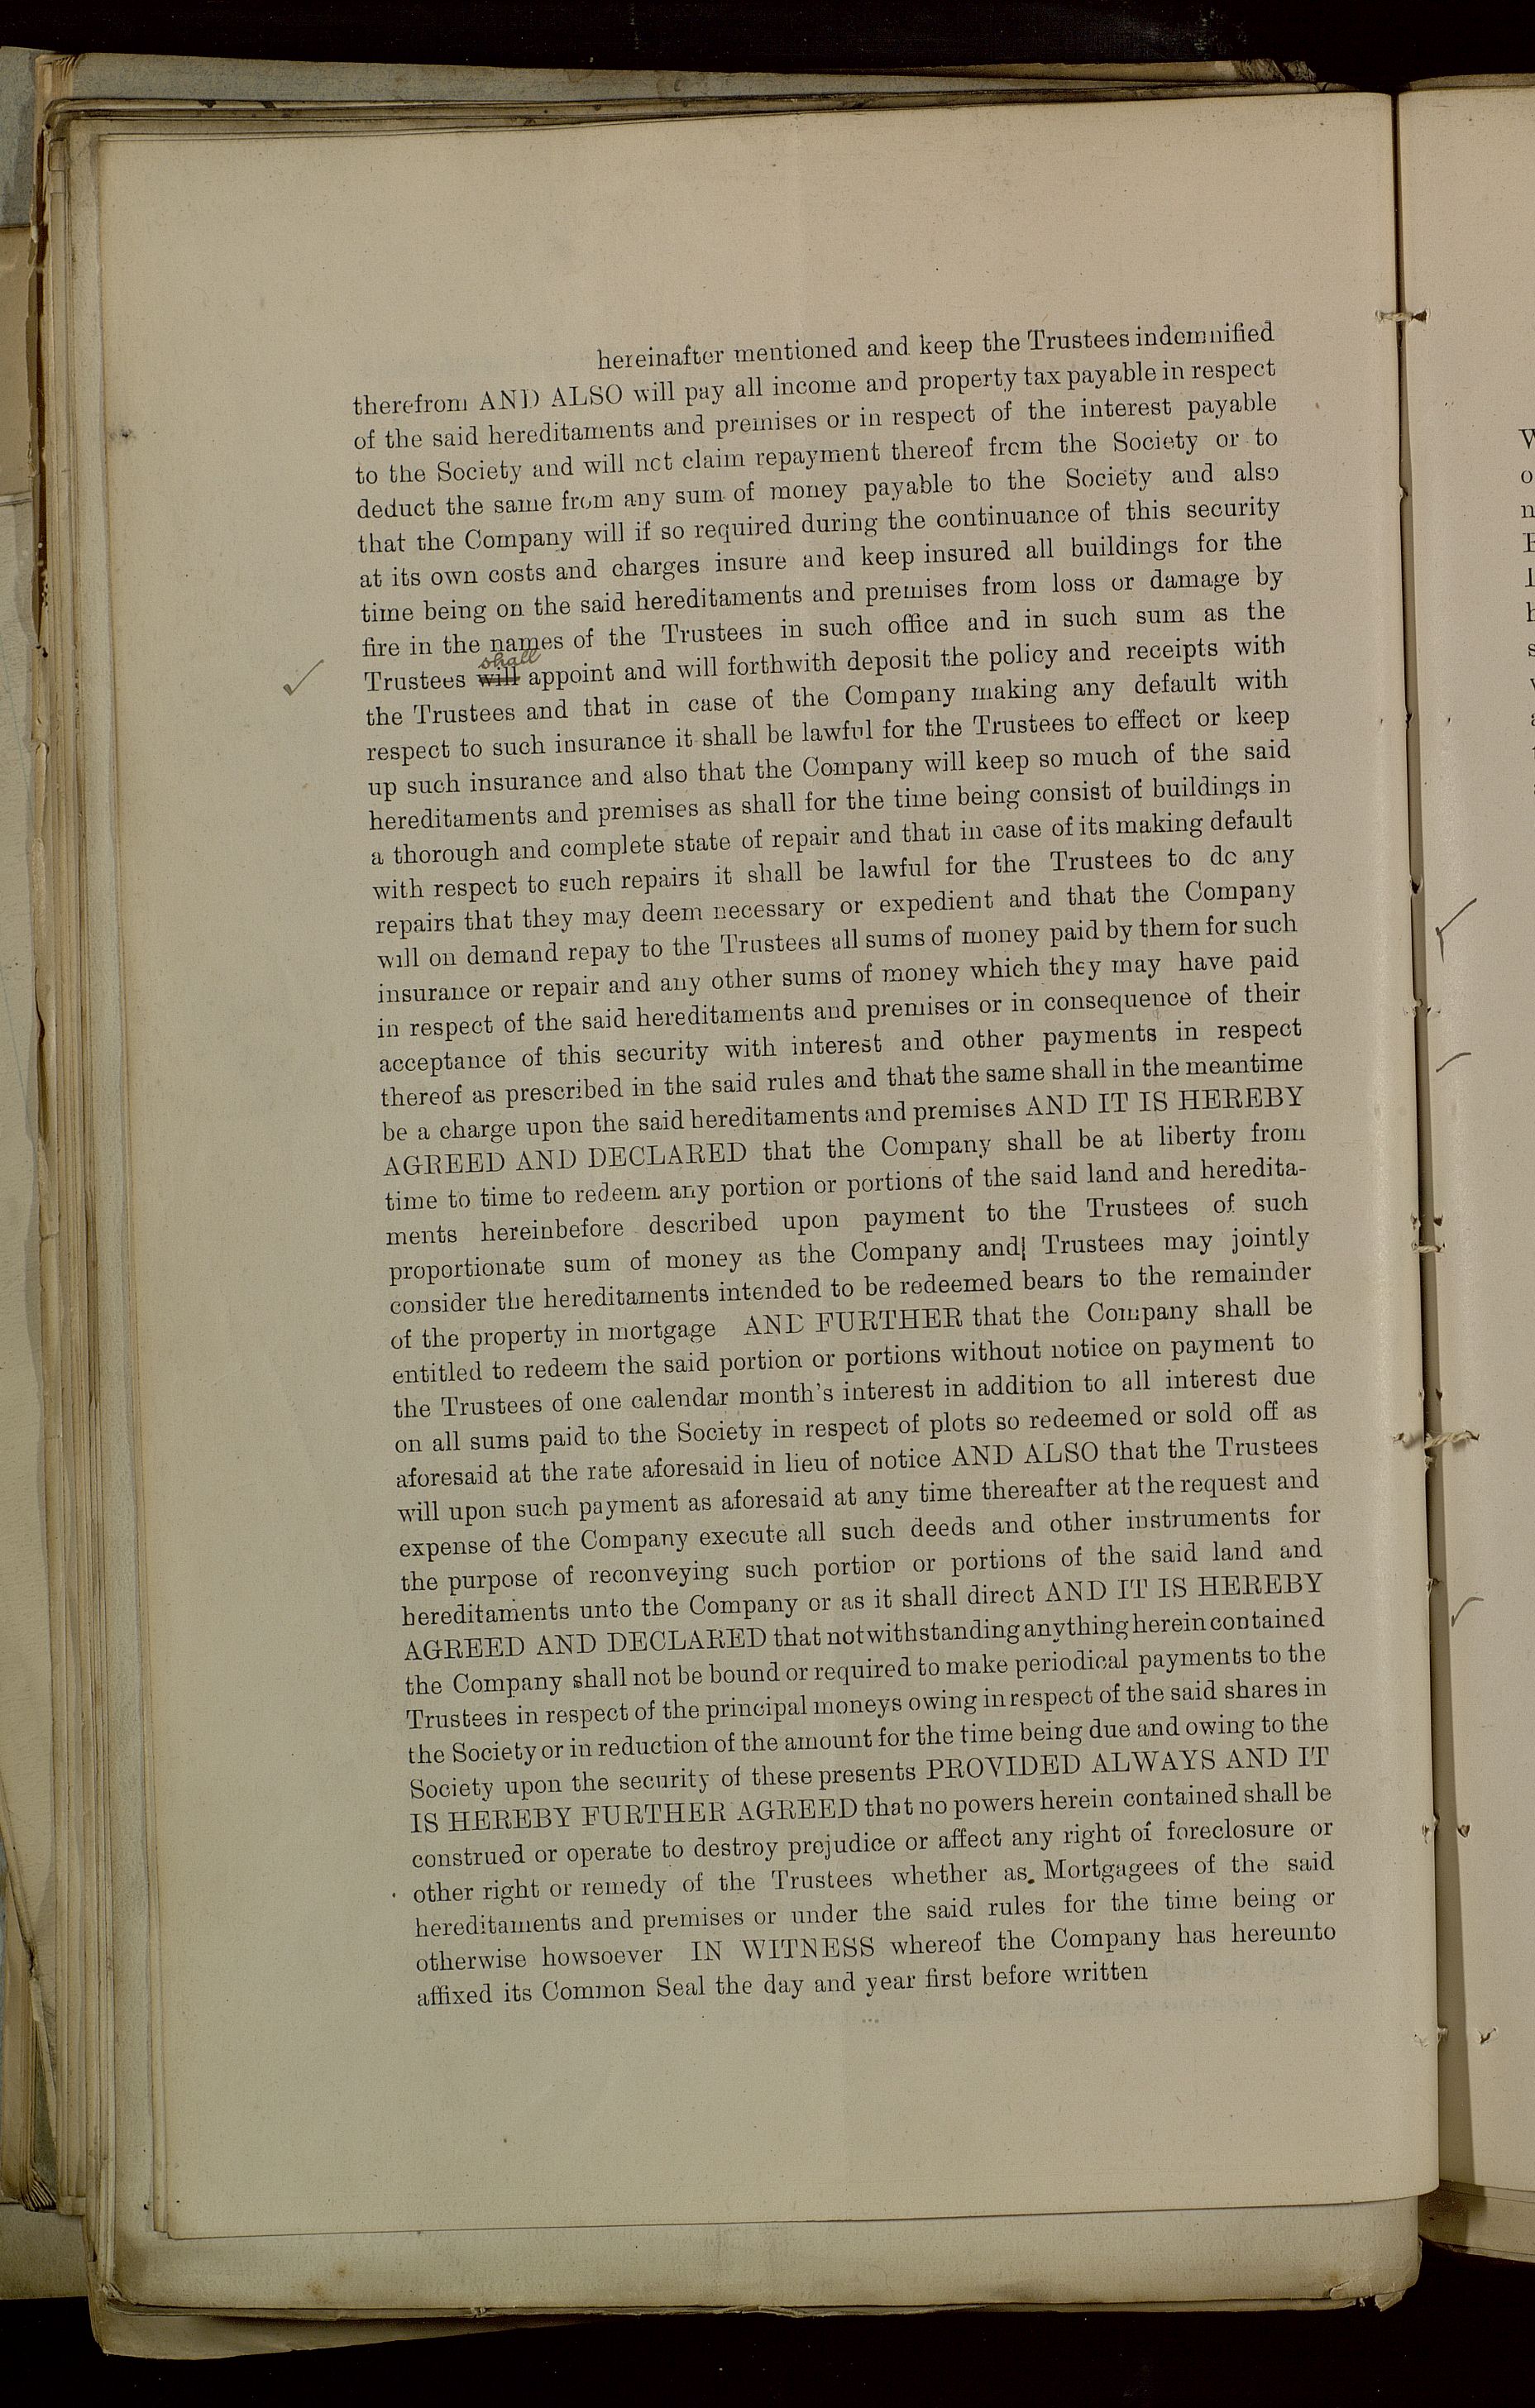 hereinafter mentioned and keep the Trustees indemnified
therefrom AND ALSO will pay all income and property tax payable in respect
of the said hereditaments and premises or in respect of the interest payable
to the Society and will not claim repayment thereof from the Society or to
deduct the same from any sum of money payable to the Society and also
that the Company will if so required during the continuance of this security
at its own costs and charges insure and keep insured all buildings for the
time being on the said hereditaments and premises from loss or damage by
fire in the names of the Trustees in such office and in such sum as the
shall
Trustees will appoint and will forthwith deposit the policy and receipts with
the Trustees and that in case of the Company making any default with
respect to such insurance it shall be lawful for the Trustees to effect or keep
up such insurance and also that the Company will keep so much of the said
hereditaments and premises as shall for the time being consist of buildings in
a thorough and complete state of repair and that in case of its making default
with respect to such repairs it shall be lawful for the Trustees to do any
repairs that they may deem necessary or expedient and that the Company
will on demand repay to the Trustees all sums of money paid by them for such
insurance or repair and any other sums of money which they may have paid
in respect of the said hereditaments and premises or in consequence of their
acceptance of this security with interest and other payments in respect
thereof as prescribed in the said rules and that the same shall in the meantime
be a charge upon the said hereditaments and premises AND IT IS HEREBY
AGREED AND DECLARED that the Company shall be at liberty from
time to time to redeem any portion or portions of the said land and heredita-
ments hereinbefore described upon payment to the Trustees of such
proportionate sum of money as the Company and Trustees may jointly
consider the hereditaments intended to be redeemed bears to the remainder
of the property in mortgage AND FURTHER that the Company shall be
entitled to redeem the said portion or portions without notice on payment to
the Trustees of one calendar month's interest in addition to all interest due
on all sums paid to the Society in respect of plots so redeemed or sold off as
aforesaid at the rate aforesaid in lieu of notice AND ALSO that the Trustees
will upon such payment as aforesaid at any time thereafter at the request and
expense of the Company execute all such deeds and other instruments for
the purpose of reconveying such portion or portions of the said land and
hereditaments unto the Company or as it shall direct AND IT IS HEREBY
AGREED AND DECLARED that notwithstanding anything herein contained
the Company shall not be bound or required to make periodical payments to the
Trustees in respect of the principal moneys owing in respect of the said shares in
the Society or in reduction of the amount for the time being due and owing to the
Society upon the security of these presents PROVIDED ALWAYS AND IT
IS HEREBY FURTHER AGREED that no powers herein contained shall be
construed or operate to destroy prejudice or affect any right of foreclosure or
other right or remedy of the Trustees whether as Mortgagees of the said
hereditaments and premises or under the said rules for the time being or
otherwise howsoever IN WITNESS whereof the Company has hereunto
affixed its Common Seal the day and year first before written